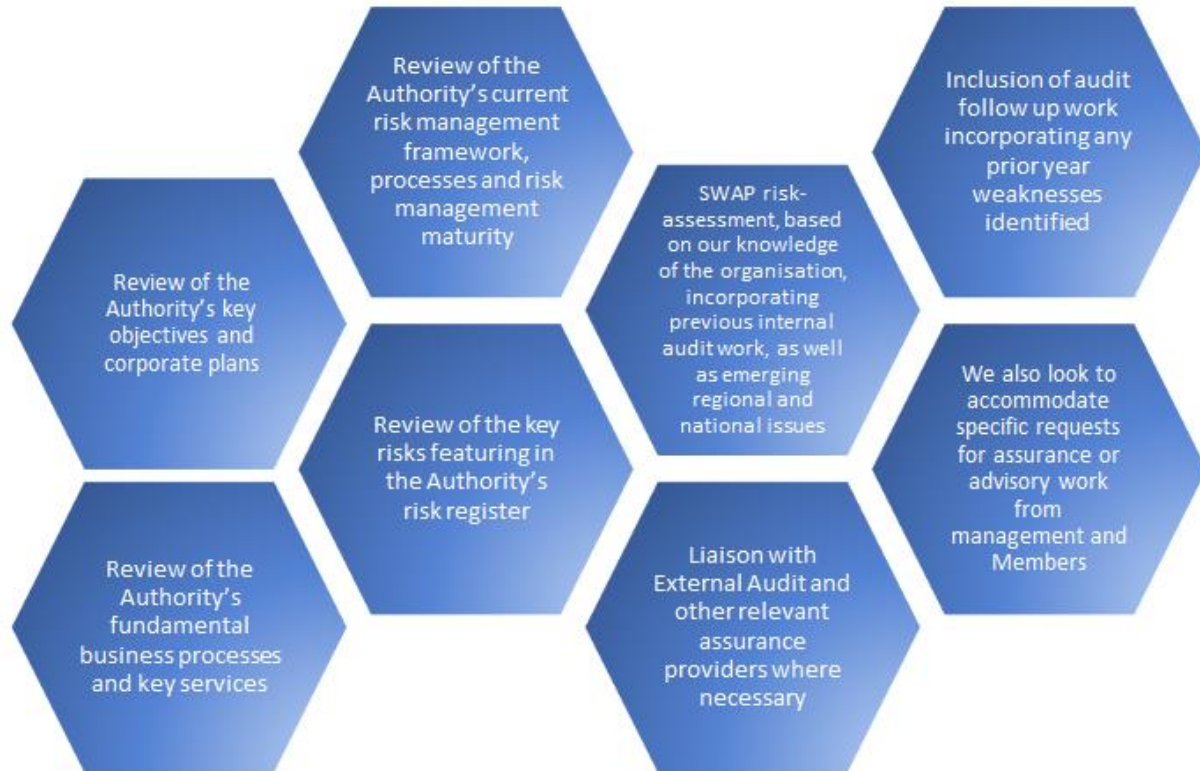 Review of the
Authority's current
risk management
framework,
processes and risk
management
maturity
Inclusion of audit
follow up work
incorporating any
prior year
weaknesses
identified
SWAP risk-
assessment, based
on our knowledge
of the organisation,
incorporating
previous internal
audit work, as well
as emerging
regional and
national issues
Review of the
Authority's key
objectives and
corporate plans
Review of the key
risks featuring in
the Authority's
risk register
We also look to
accommodate
specific requests
for assurance or
advisory work
from
management and
Members
Review of the
Authority's
fundamental
business processes
and key services
Liaison with
External Audit and
other relevant
assurance
providers where
necessary